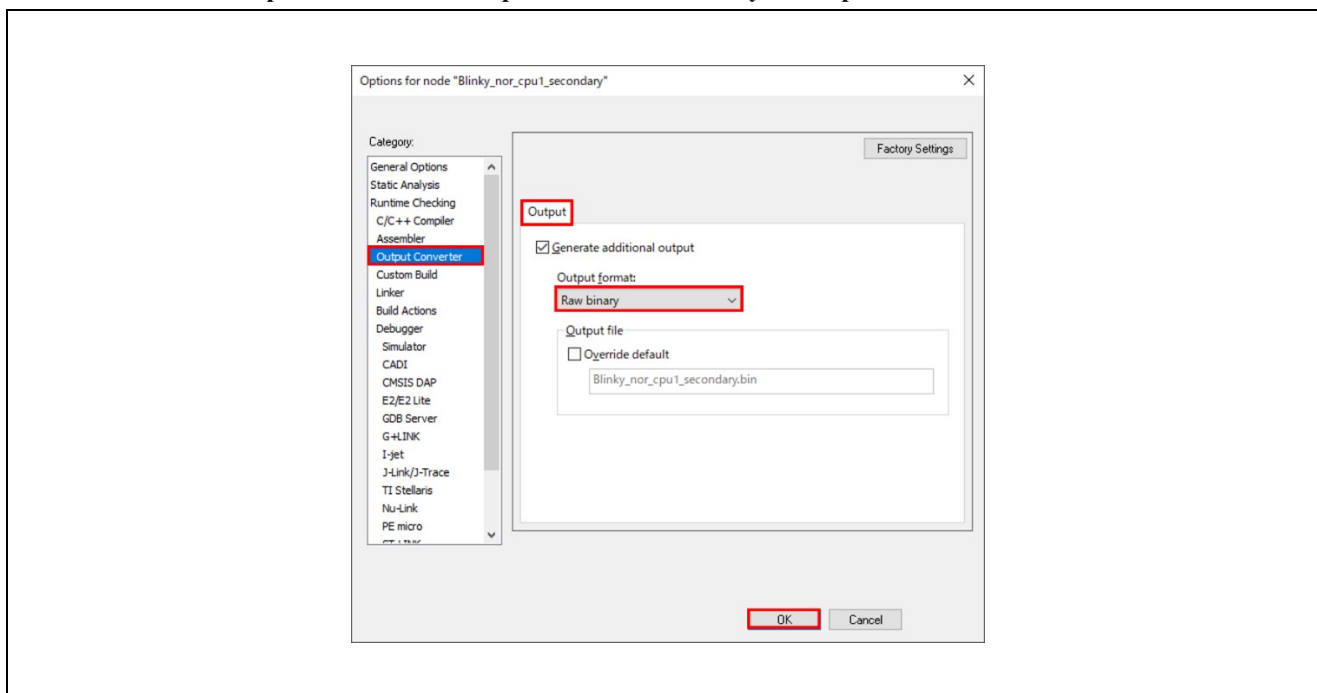 Options for node "Blinky_nor_cpu1_secondary"
Category:
Factory Settings
General Options
Static Analysis
Runtime Checking
C/C++ Compiler
Assembler
Output Converter
Custom Build
Linker
Build Actions
Debugger
Simulator
CADI
CMSIS DAP
E2/E2 Lite
GDB Server
G+LINK
I-jet
J-Link/J-Trace
TI Stellaris
Nu-Link
PE micro
Output
Generate additional output
Output format:
Raw binary
Output file
Override default
Blinky_nor_cpu1_secondary.bin
OK
Cancel